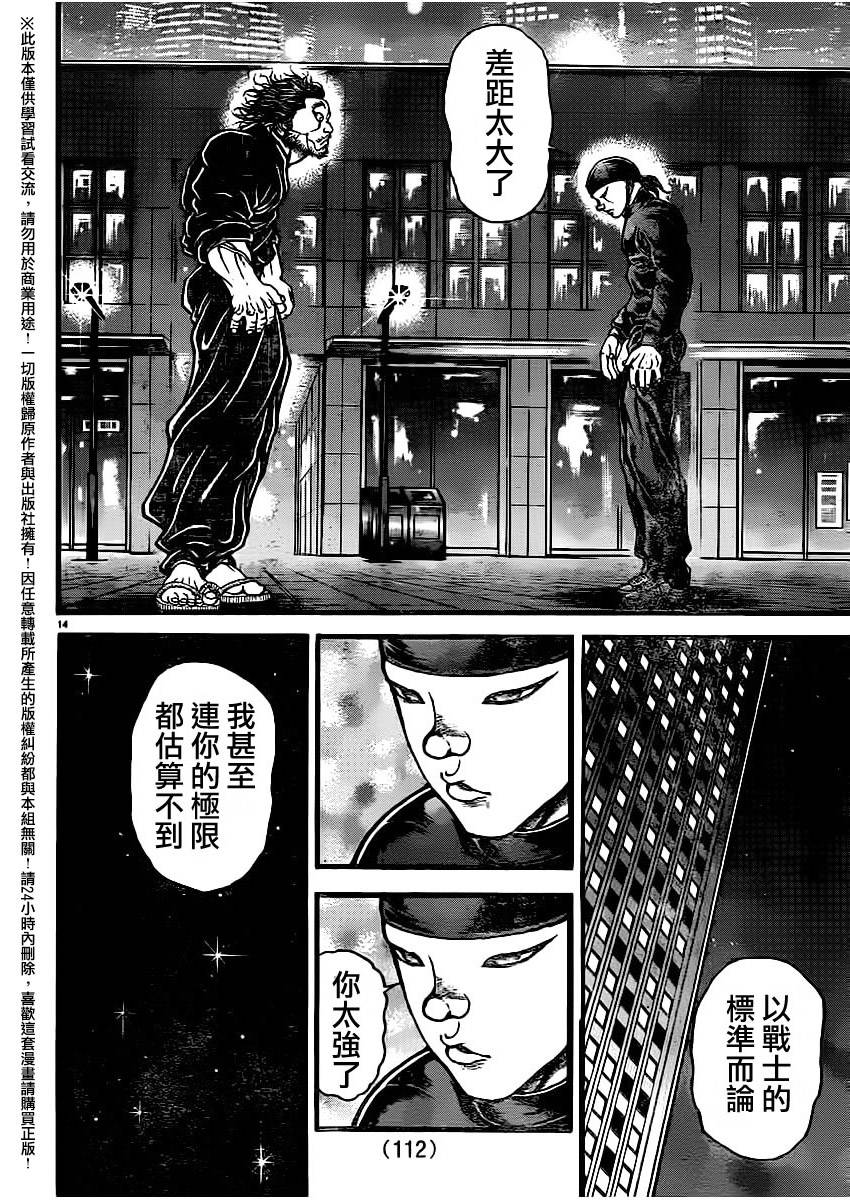 差距太大了
以戰士的
標準而論
你太強了
我甚至
連你的極限
都估算不到
14
(112)
※此版本僅供學習試看交流，請勿用於商業用途！一切版權歸原作者與出版社擁有！因任意轉載所產生的版權糾紛都與本組無關！請24小時內刪除，喜歡這套漫畫請購買正版！